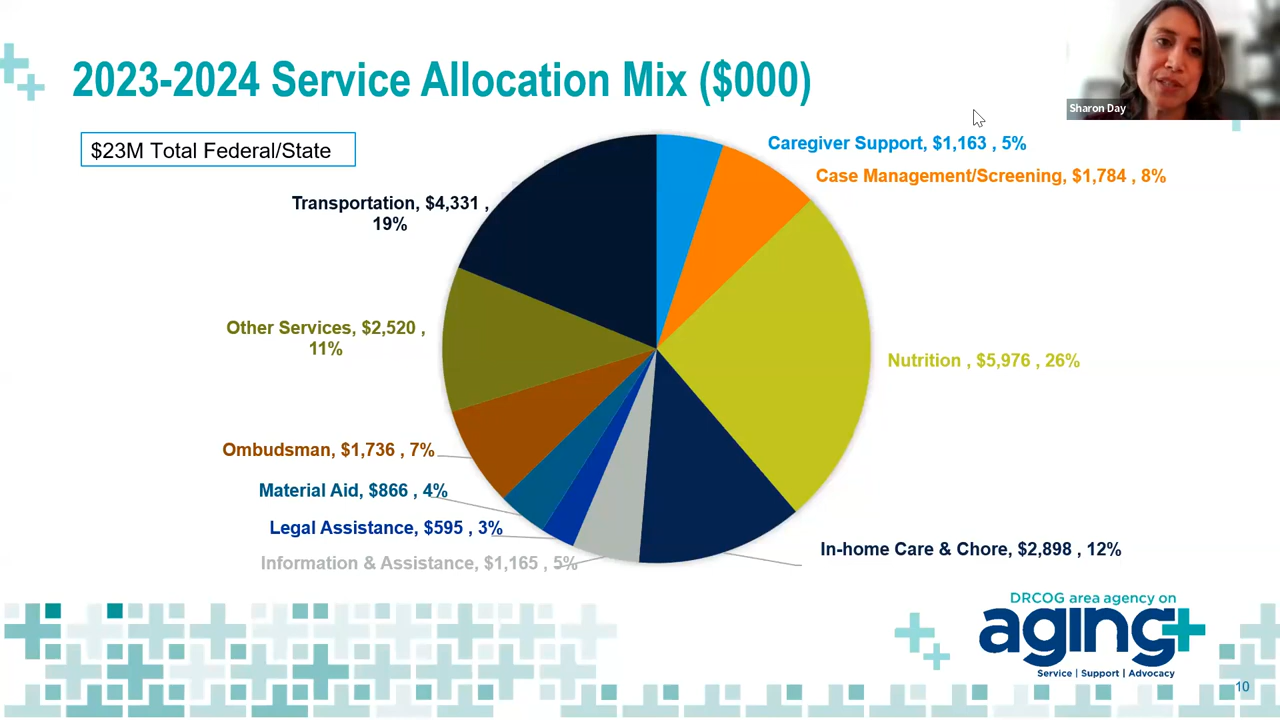 2023-2024 Service Allocation Mix ($000)
Sharon Day
$23M Total Federal/State
Caregiver Support, $1,163 , 5%
Case Management/Screening, $1,784 , 8%
Transportation, $4,331 ,
19%
Other Services, $2,520 ,
11%
Nutrition , $5,976 , 26%
Ombudsman, $1,736 , 7%
Material Aid, $866 , 4%
Legal Assistance, $595 , 3%
Information & Assistance, $1,165 , 5%
In-home Care & Chore, $2,898 , 12%
DRCOG area agency on
aging
Service | Support | Advocacy
10